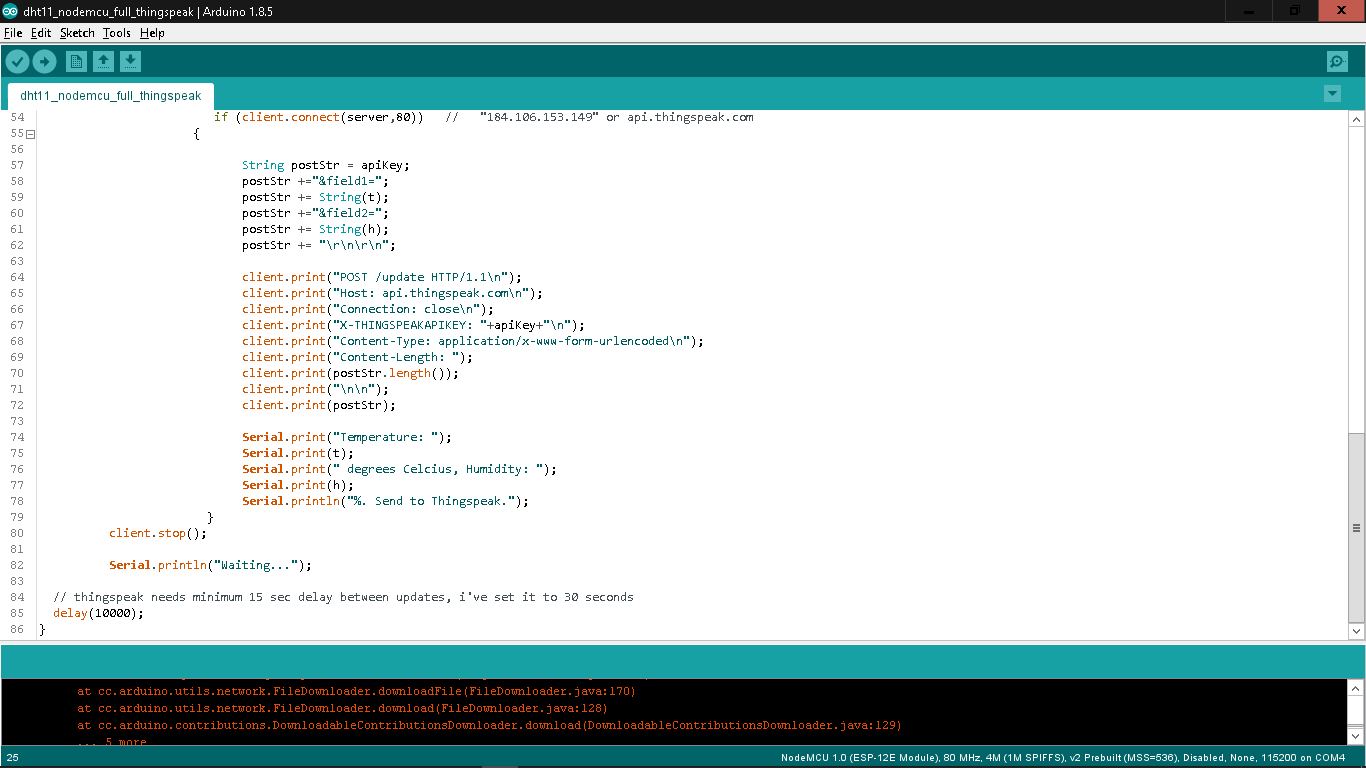 dht11_nodemcu_full_thingspeak | Arduino 1.8.5
File Edit Sketch Tools Help
dht11_nodemcu_full_thingspeak
54 if (client.connect(server,80)) // "184.106.153.149" or api.thingspeak.com
55 {
56
57 String postStr = apiKey;
58 postStr +="&field1=";
59 postStr += String(t);
60 postStr +="&field2=";
61 postStr += String(h);
62 postStr += "\r\n\r\n";
63
64 client.print("POST /update HTTP/1.1\n");
65 client.print("Host: api.thingspeak.com\n");
66 client.print("Connection: close\n");
67 client.print("X-THINGSPEAKAPIKEY: "+apiKey+"\n");
68 client.print("Content-Type: application/x-www-form-urlencoded\n");
69 client.print("Content-Length: ");
70 client.print(postStr.length());
71 client.print("\n\n");
72 client.print(postStr);
73
74 Serial.print("Temperature: ");
75 Serial.print(t);
76 Serial.print(" degrees Celcius, Humidity: ");
77 Serial.print(h);
78 Serial.println("%. Send to Thingspeak.");
79 }
80 client.stop();
81
82 Serial.println("Waiting...");
83
84 // thingspeak needs minimum 15 sec delay between updates, i've set it to 30 seconds
85 delay(10000);
86 }
at cc.arduino.utils.network.FileDownloader.downloadFile(FileDownloader.java:170)
at cc.arduino.utils.network.FileDownloader.download(FileDownloader.java:128)
at cc.arduino.contributions.DownloadableContributionsDownloader.download(DownloadableContributionsDownloader.java:129)
... 5 more
25 NodeMCU 1.0 (ESP-12E Module), 80 MHz, 4M (1M SPIFFS), v2 Prebuilt (MSS=536), Disabled, None, 115200 on COM4